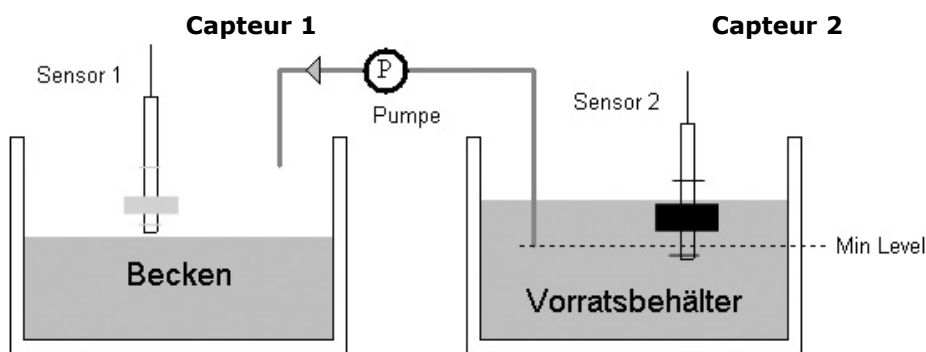 Capteur 1
Capteur 2
Sensor 1
P
Pumpe
Sensor 2
Min Level
Becken
Vorratsbehälter